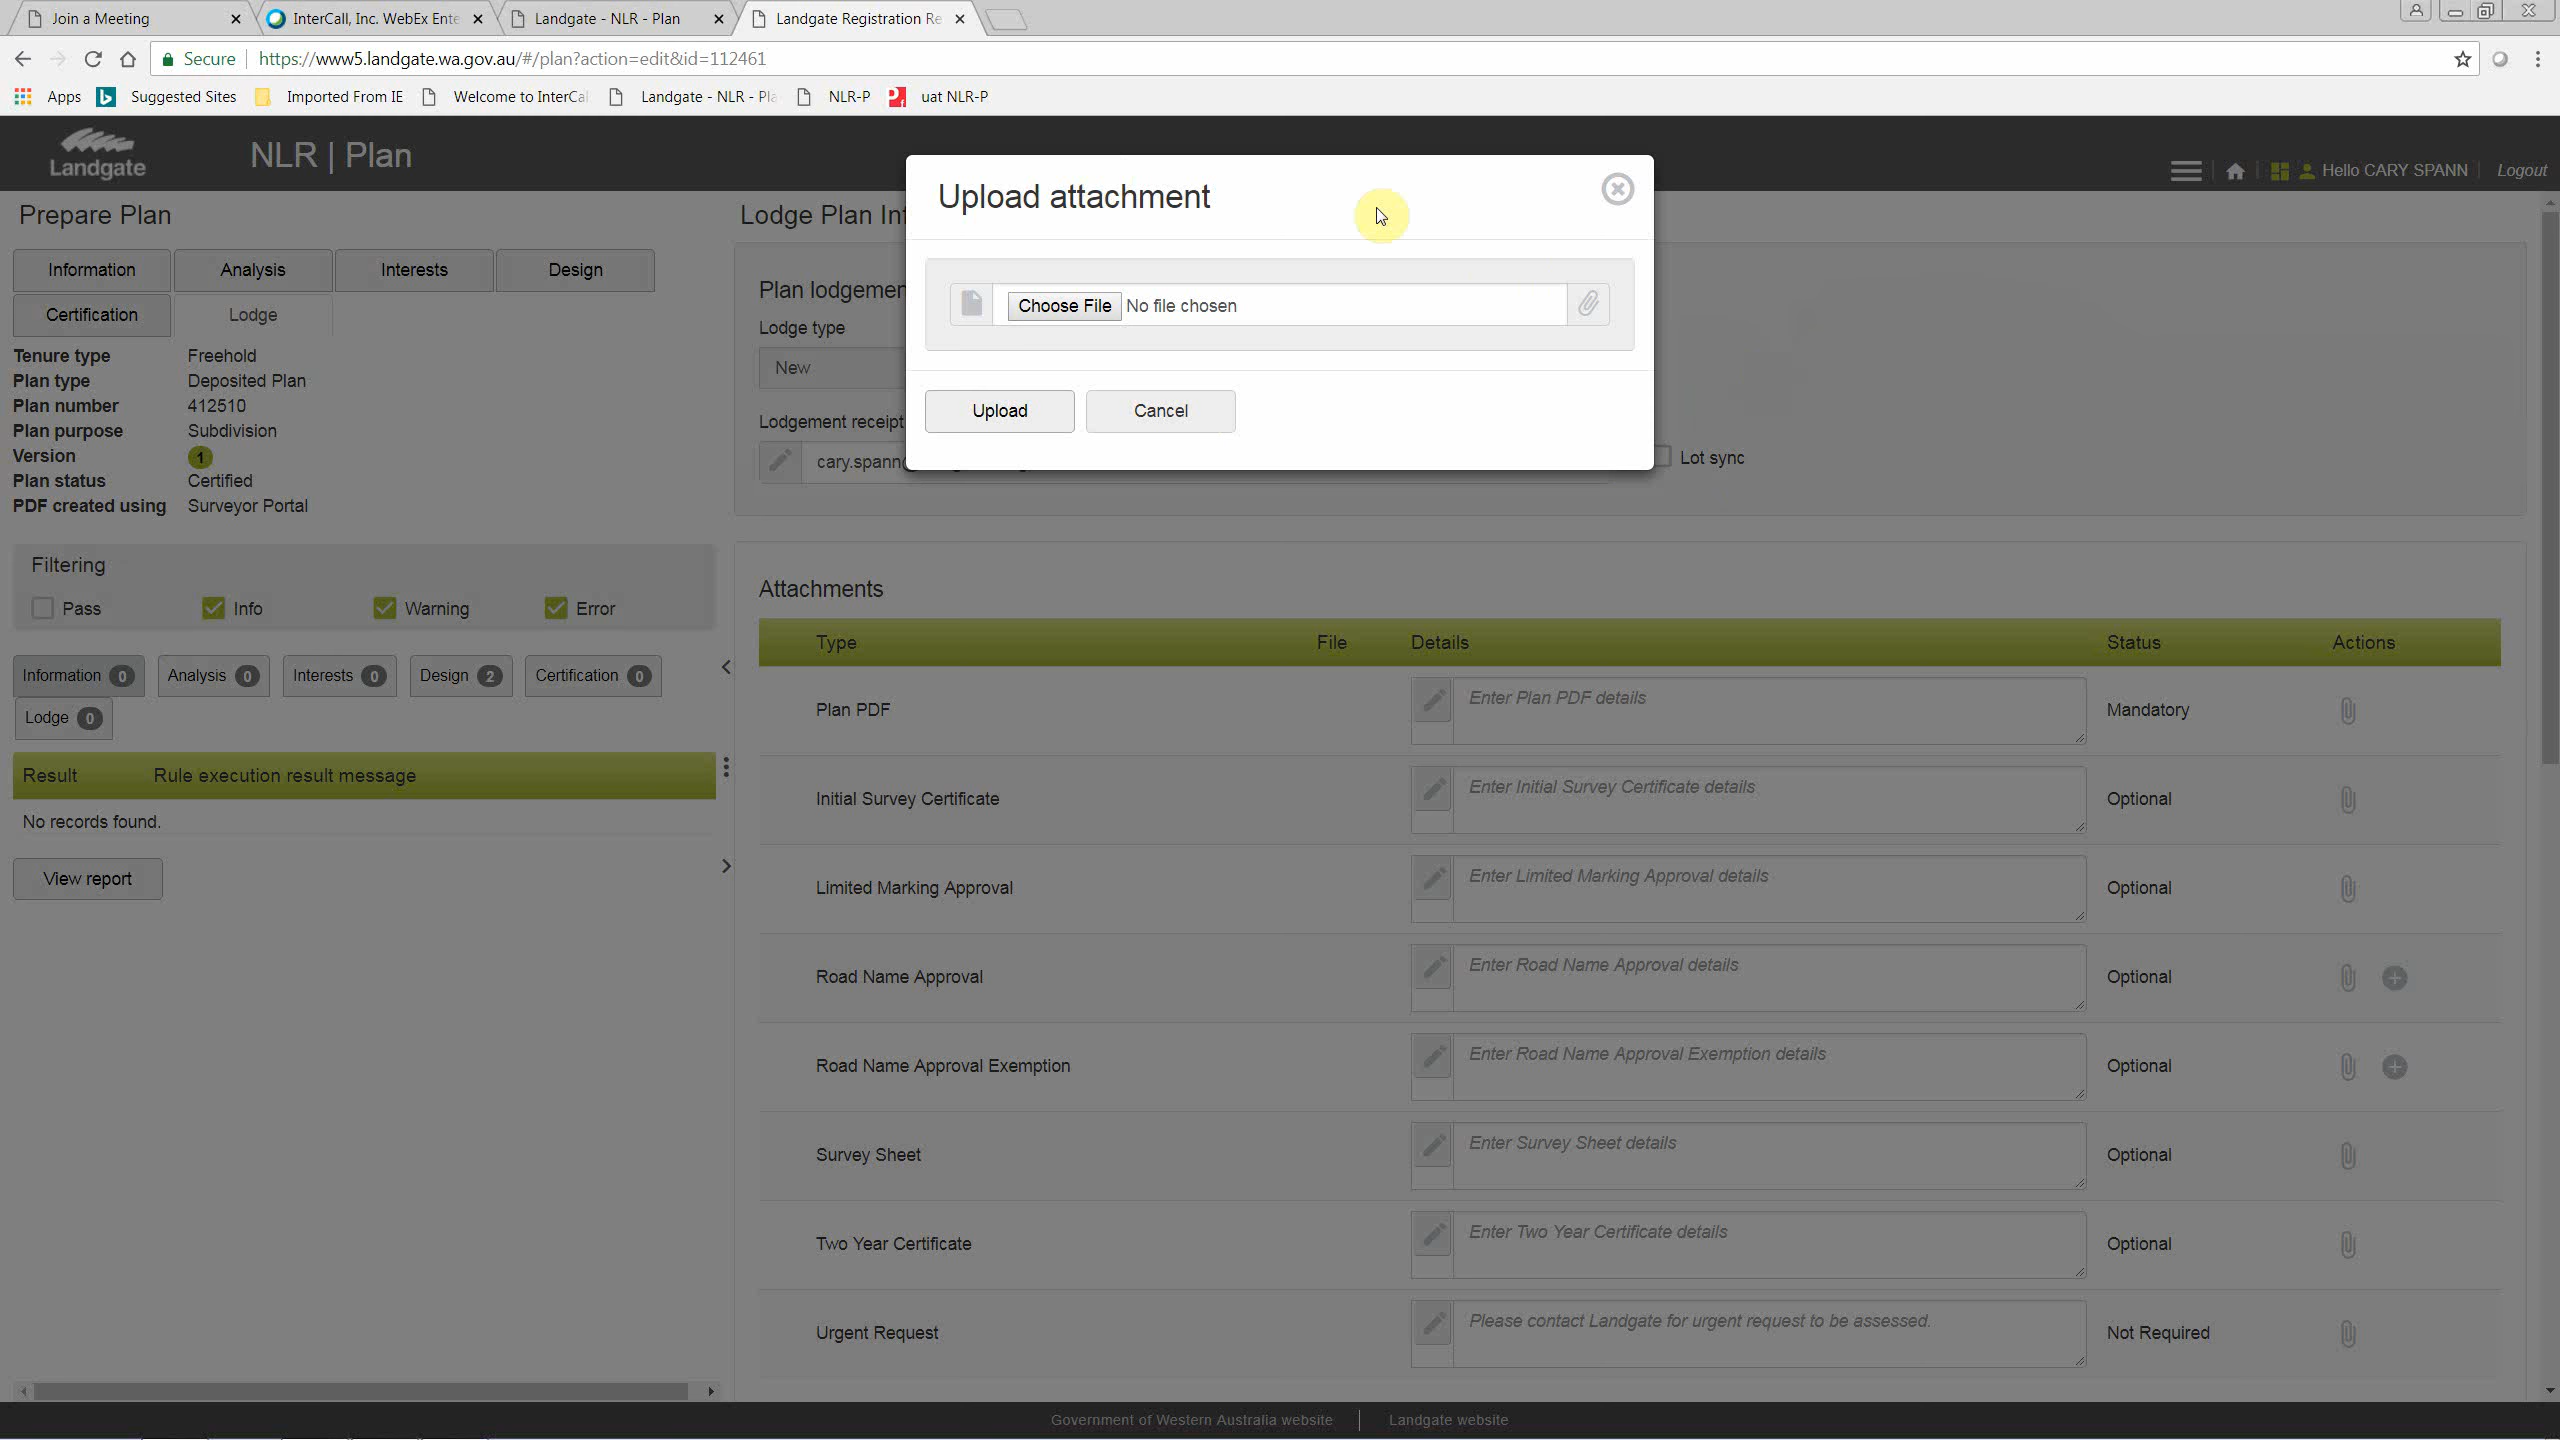 Join a Meeting
InterCall, Inc. WebEx Ente
Landgate - NLR - Plan
Landgate Registration Re
Secure
https://www5.landgate.wa.gov.au/#/plan?action=edit&id=112461
Apps
Suggested Sites
Imported From IE
Welcome to InterCal
Landgate - NLR - Pla
NLR-P
uat NLR-P
Landgate
NLR | Plan
Hello CARY SPANN
Logout
Prepare Plan
Information
Analysis
Interests
Design
Certification
Lodge
Tenure type Freehold
Plan type Deposited Plan
Plan number 412510
Plan purpose Subdivision
Version 1
Plan status Certified
PDF created using Surveyor Portal
Filtering
Pass
Info
Warning
Error
Information 0
Analysis 0
Interests 0
Design 2
Certification 0
Lodge 0
Result Rule execution result message
No records found.
View report
Lodge Plan Inf
Plan lodgemen
Lodge type
New
Lodgement receipt
cary.spann
Lot sync
Upload attachment
Choose File No file chosen
Upload
Cancel
Attachments
Type File Details Status Actions
Plan PDF Enter Plan PDF details Mandatory
Initial Survey Certificate Enter Initial Survey Certificate details Optional
Limited Marking Approval Enter Limited Marking Approval details Optional
Road Name Approval Enter Road Name Approval details Optional
Road Name Approval Exemption Enter Road Name Approval Exemption details Optional
Survey Sheet Enter Survey Sheet details Optional
Two Year Certificate Enter Two Year Certificate details Optional
Urgent Request Please contact Landgate for urgent request to be assessed. Not Required
Government of Western Australia website
Landgate website